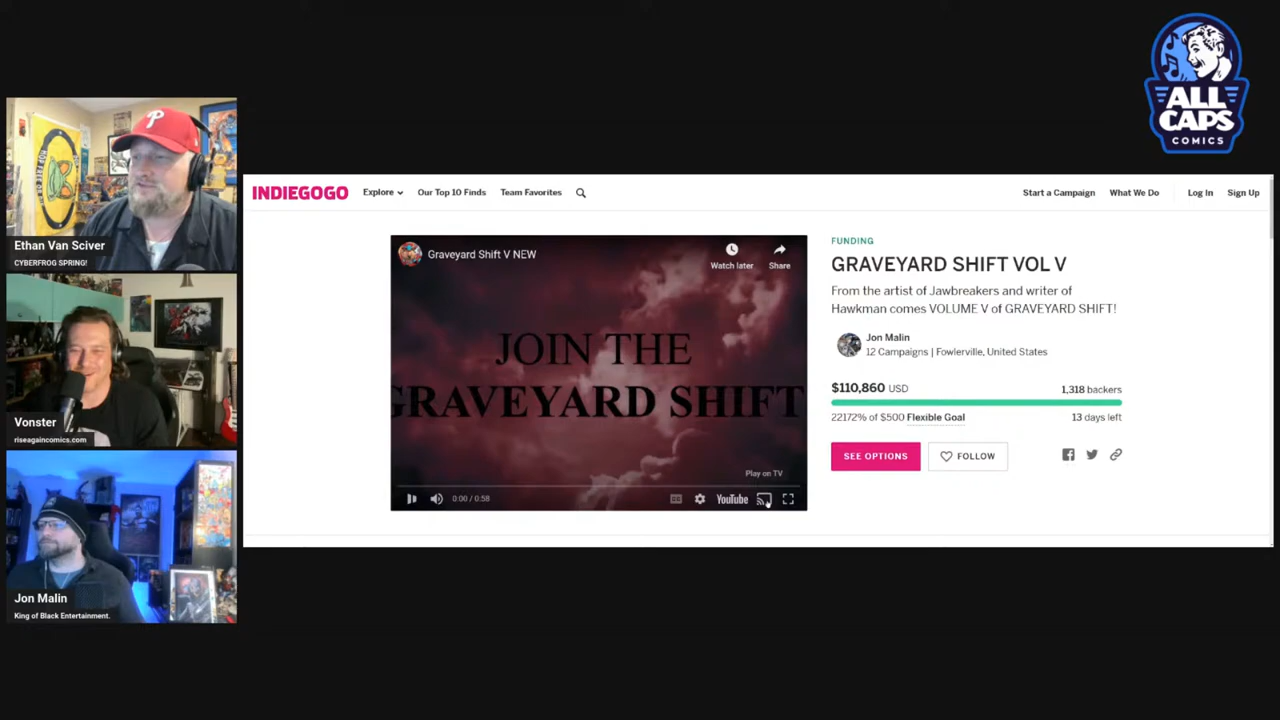 ALL
CAPS
COMICS
Ethan Van Sciver
CYBERFROG SPRING!
Vonster
riseagaincomics.com
Jon Malin
King of Black Entertainment.
INDIEGOGO
Explore
Our Top 10 Finds
Team Favorites
Start a Campaign
What We Do
Log In
Sign Up
Graveyard Shift V NEW
Watch later
Share
JOIN THE
GRAVEYARD SHIFT
Play on TV
0:00 / 0:58
CC
YouTube
FUNDING
GRAVEYARD SHIFT VOL V
From the artist of Jawbreakers and writer of
Hawkman comes VOLUME V of GRAVEYARD SHIFT!
Jon Malin
12 Campaigns | Fowlerville, United States
$110,860 USD
1,318 backers
22172% of $500 Flexible Goal
13 days left
SEE OPTIONS
FOLLOW